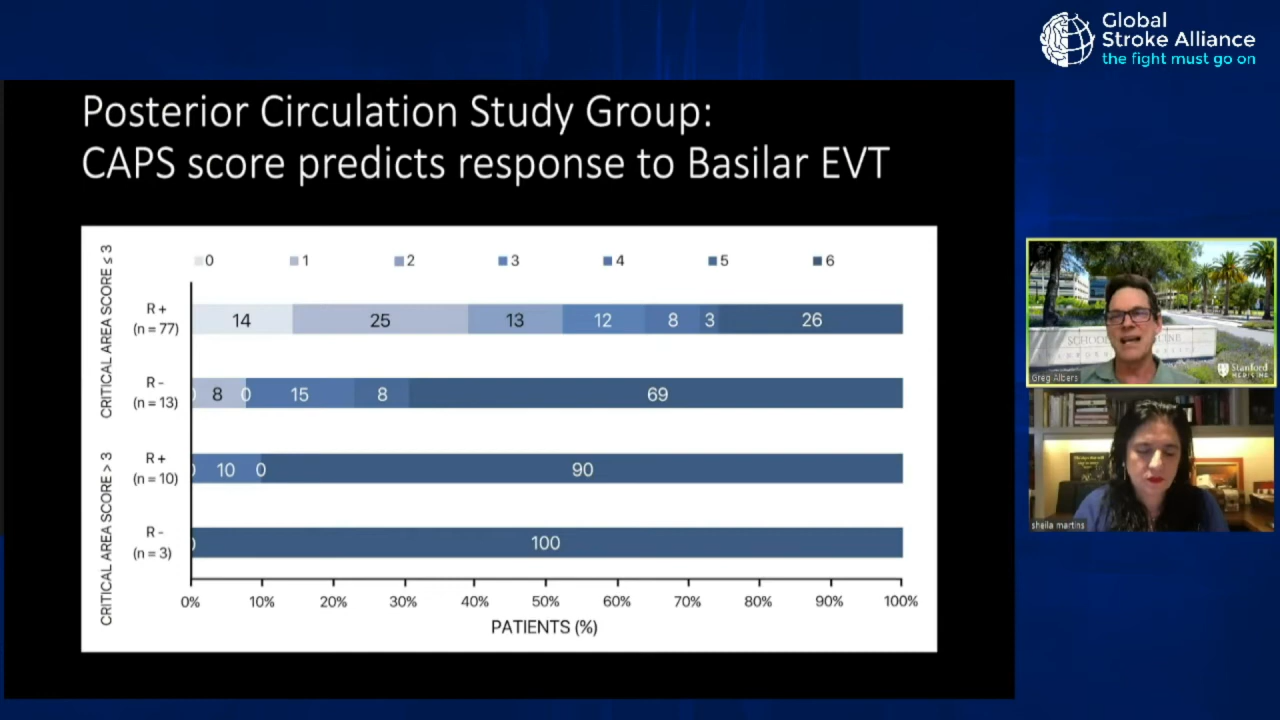 Global
Stroke Alliance
the fight must go on
Posterior Circulation Study Group:
CAPS score predicts response to Basilar EVT
0 1 2 3 4 5 6
CRITICAL AREA SCORE ≤ 3
R +
(n = 77)
14 25 13 12 8 3 26
R -
(n = 13)
0 8 0 15 8 69
CRITICAL AREA SCORE > 3
R +
(n = 10)
0 10 0 90
R -
(n = 3)
0 100
0% 10% 20% 30% 40% 50% 60% 70% 80% 90% 100%
PATIENTS (%)
Greg Albers
Stanford
MEDICINE
sheila martins